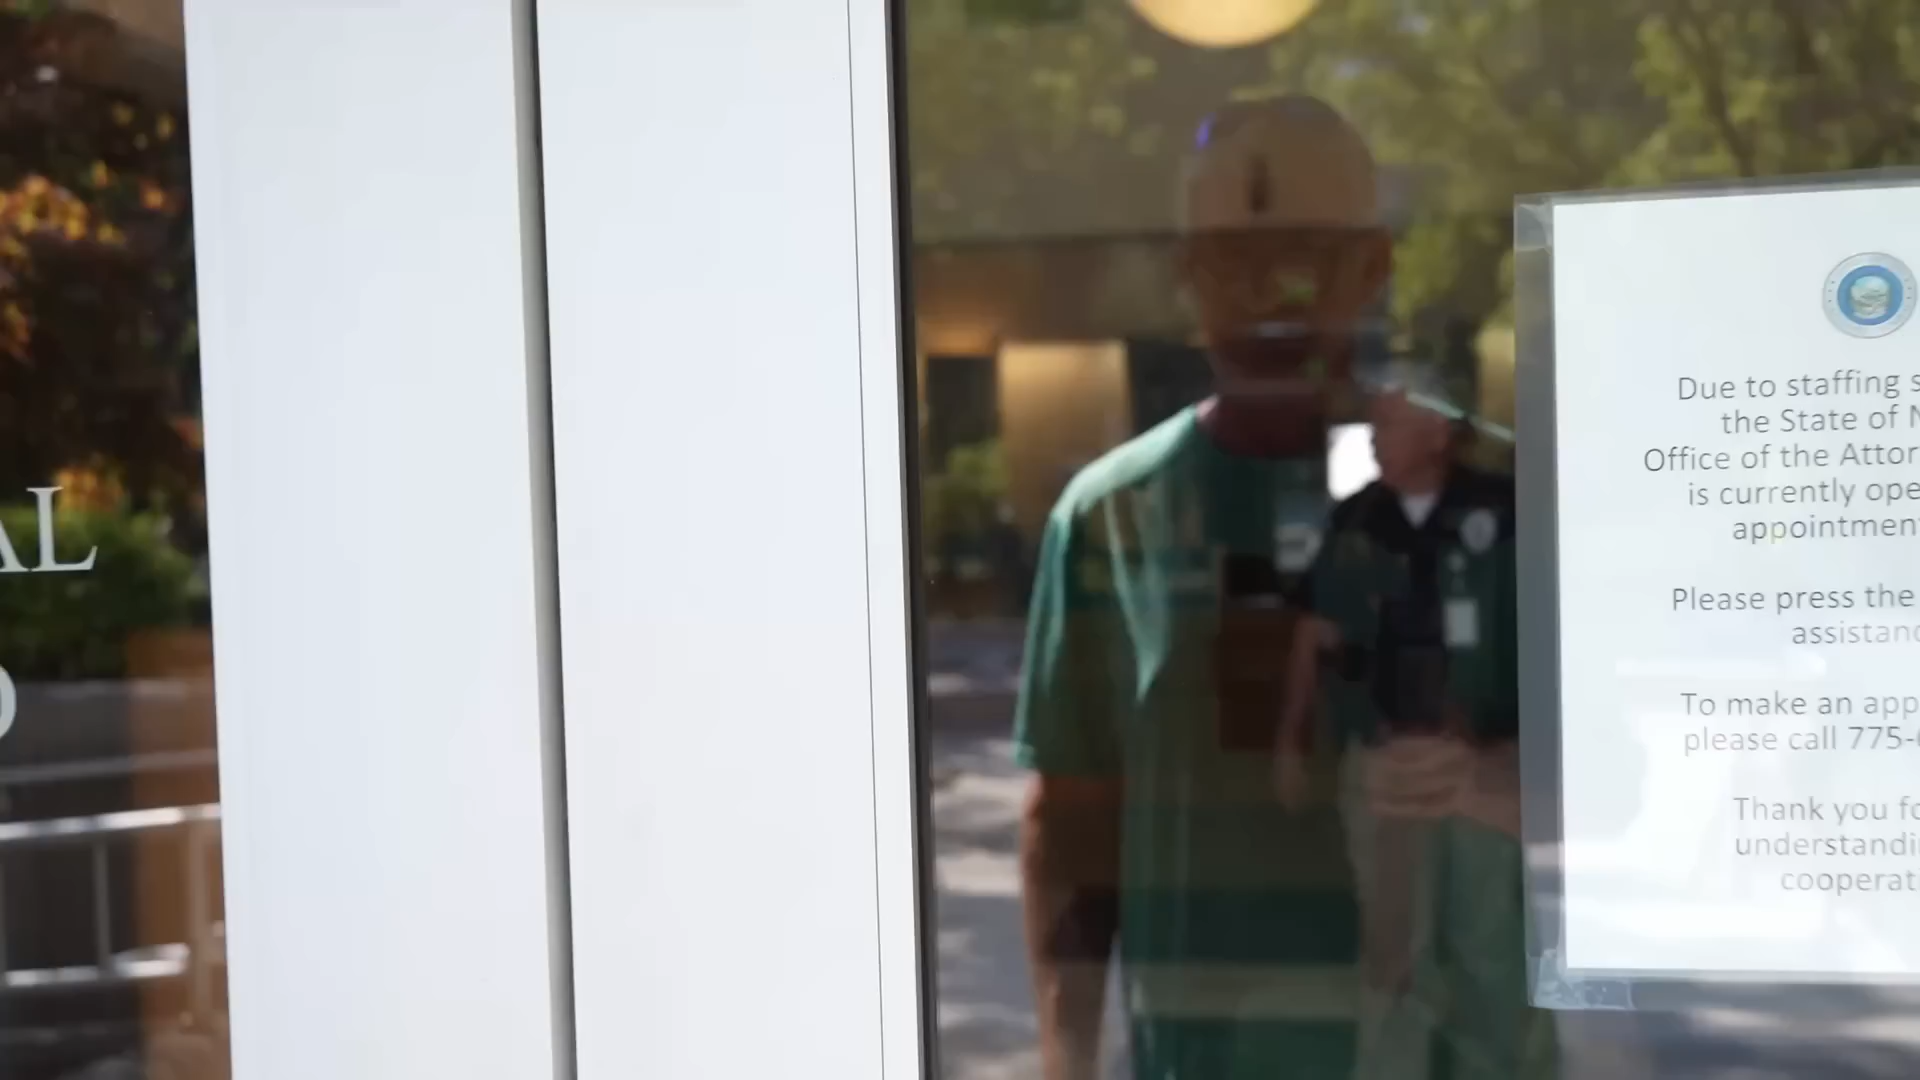 AL
Due to staffing s
the State of N
Office of the Attor
is currently ope
appointment
Please press the
assistanc
To make an app
please call 775-
Thank you fo
understandi
cooperati